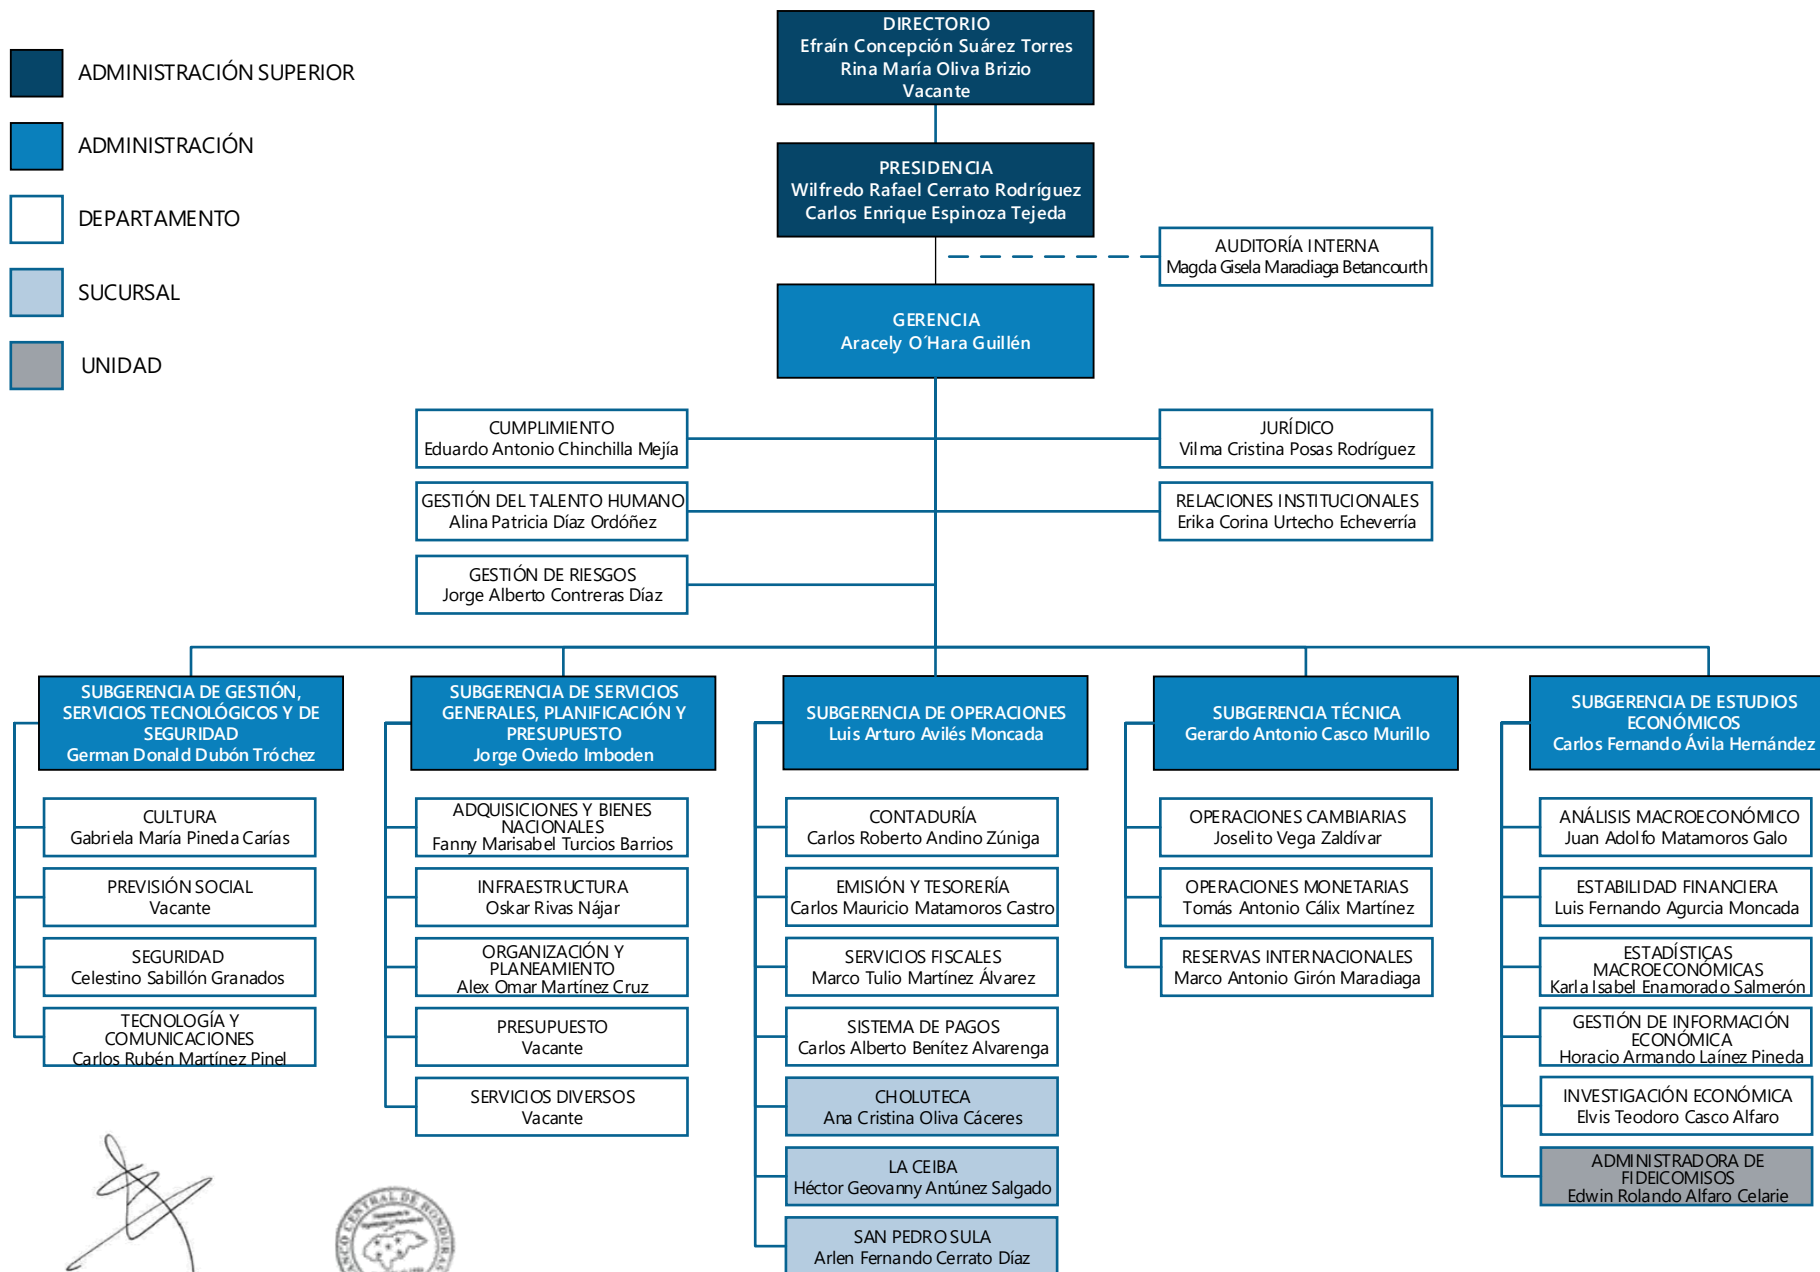 ADMINISTRACIÓN SUPERIOR
ADMINISTRACIÓN
DEPARTAMENTO
SUCURSAL
UNIDAD
DIRECTORIO
Efraín Concepción Suárez Torres
Rina María Oliva Brizio
Vacante
PRESIDENCIA
Wilfredo Rafael Cerrato Rodríguez
Carlos Enrique Espinoza Tejeda
AUDITORÍA INTERNA
Magda Gisela Maradiaga Betancourth
GERENCIA
Aracely O´Hara Guillén
CUMPLIMIENTO
Eduardo Antonio Chinchilla Mejía
JURÍDICO
Vilma Cristina Posas Rodríguez
GESTIÓN DEL TALENTO HUMANO
Alina Patricia Díaz Ordóñez
RELACIONES INSTITUCIONALES
Erika Corina Urtecho Echeverría
GESTIÓN DE RIESGOS
Jorge Alberto Contreras Díaz
SUBGERENCIA DE GESTIÓN,
SERVICIOS TECNOLÓGICOS Y DE
SEGURIDAD
German Donald Dubón Tróchez
CULTURA
Gabriela María Pineda Carías
PREVISIÓN SOCIAL
Vacante
SEGURIDAD
Celestino Sabillón Granados
TECNOLOGÍA Y
COMUNICACIONES
Carlos Rubén Martínez Pinel
SUBGERENCIA DE SERVICIOS
GENERALES, PLANIFICACIÓN Y
PRESUPUESTO
Jorge Oviedo Imboden
ADQUISICIONES Y BIENES
NACIONALES
Fanny Marisabel Turcios Barrios
INFRAESTRUCTURA
Oskar Rivas Nájar
ORGANIZACIÓN Y
PLANEAMIENTO
Alex Omar Martínez Cruz
PRESUPUESTO
Vacante
SERVICIOS DIVERSOS
Vacante
SUBGERENCIA DE OPERACIONES
Luis Arturo Avilés Moncada
CONTADURÍA
Carlos Roberto Andino Zúniga
EMISIÓN Y TESORERÍA
Carlos Mauricio Matamoros Castro
SERVICIOS FISCALES
Marco Tulio Martínez Álvarez
SISTEMA DE PAGOS
Carlos Alberto Benítez Alvarenga
CHOLUTECA
Ana Cristina Oliva Cáceres
LA CEIBA
Héctor Geovanny Antúnez Salgado
SAN PEDRO SULA
Arlen Fernando Cerrato Díaz
SUBGERENCIA TÉCNICA
Gerardo Antonio Casco Murillo
OPERACIONES CAMBIARIAS
Joselito Vega Zaldívar
OPERACIONES MONETARIAS
Tomás Antonio Cálix Martínez
RESERVAS INTERNACIONALES
Marco Antonio Girón Maradiaga
SUBGERENCIA DE ESTUDIOS
ECONÓMICOS
Carlos Fernando Ávila Hernández
ANÁLISIS MACROECONÓMICO
Juan Adolfo Matamoros Galo
ESTABILIDAD FINANCIERA
Luis Fernando Agurcia Moncada
ESTADÍSTICAS
MACROECONÓMICAS
Karla Isabel Enamorado Salmerón
GESTIÓN DE INFORMACIÓN
ECONÓMICA
Horacio Armando Laínez Pineda
INVESTIGACIÓN ECONÓMICA
Elvis Teodoro Casco Alfaro
ADMINISTRADORA DE
FIDEICOMISOS
Edwin Rolando Alfaro Celarie
BANCO CENTRAL DE HONDURAS